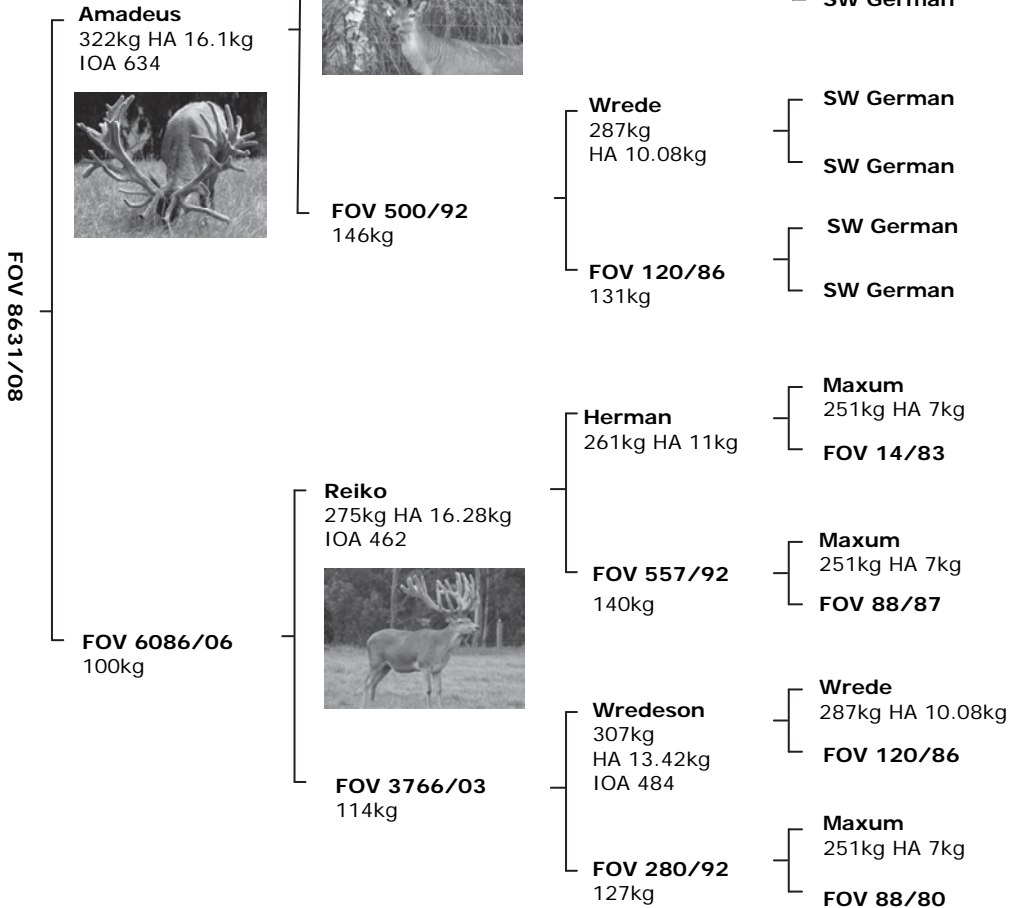 SW German
Amadeus
322kg HA 16.1kg
IOA 634
FOV 500/92
146kg
Wrede
287kg
HA 10.08kg
SW German
SW German
FOV 120/86
131kg
SW German
SW German
FOV 8631/08
FOV 6086/06
100kg
Reiko
275kg HA 16.28kg
IOA 462
Herman
261kg HA 11kg
Maxum
251kg HA 7kg
FOV 14/83
FOV 557/92
140kg
Maxum
251kg HA 7kg
FOV 88/87
FOV 3766/03
114kg
Wredeson
307kg
HA 13.42kg
IOA 484
Wrede
287kg HA 10.08kg
FOV 120/86
FOV 280/92
127kg
Maxum
251kg HA 7kg
FOV 88/80